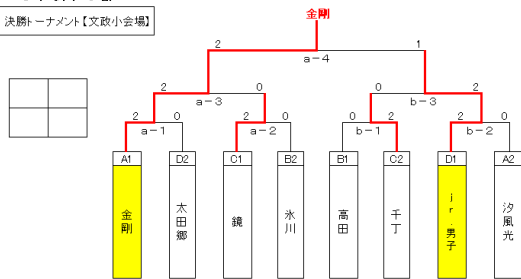 金剛
決勝トーナメント【文政小会場】
2 1
a-4
2 0 0 2
a-3 b-3
2 0 2 0 0 2 2 0
a-1 a-2 b-1 b-2
A1 D2 C1 B2 B1 C2 D1 A2
金剛
太田郷
鏡
氷川
高田
千丁
jr.男子
汐風光